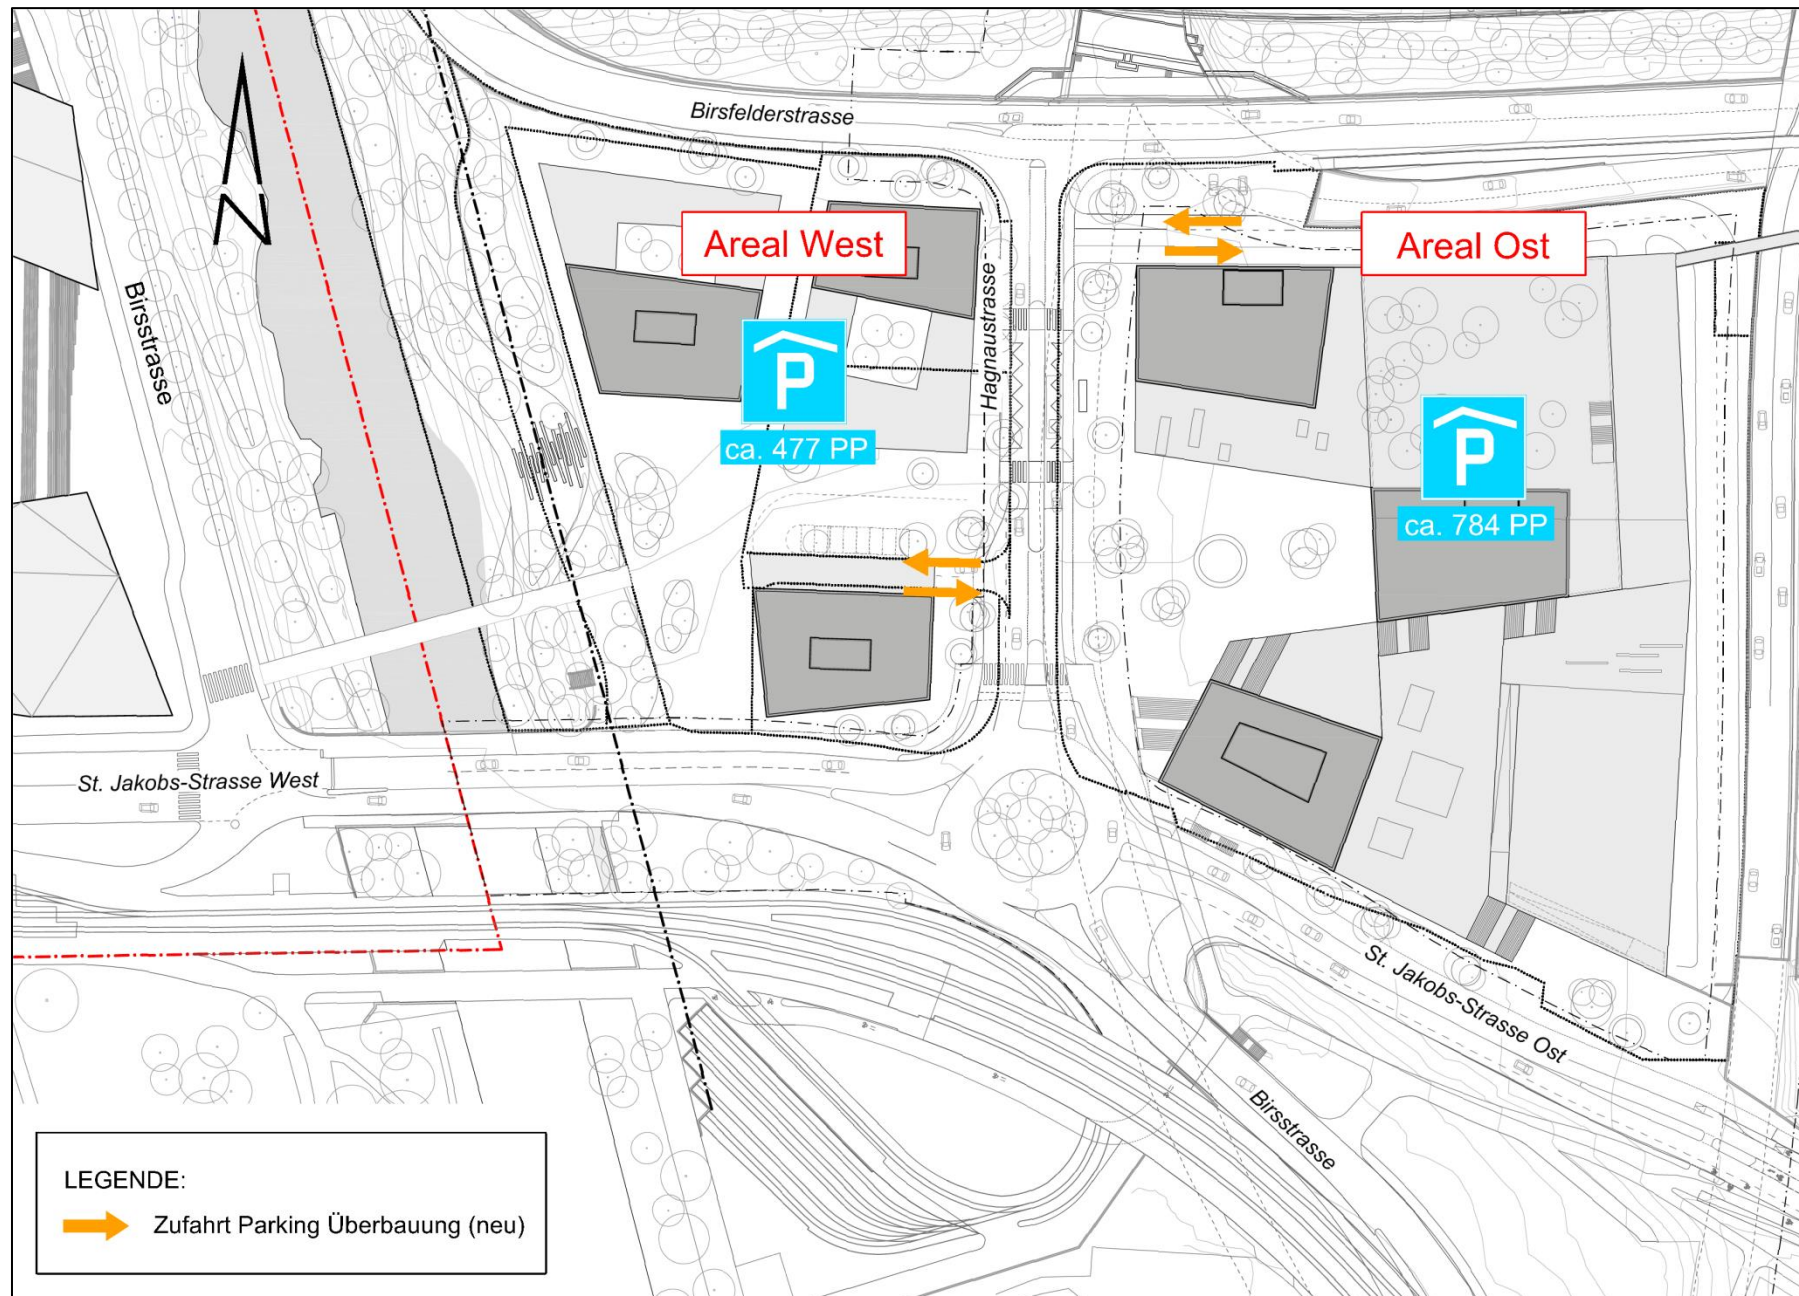 Birsfelderstrasse
Areal West
Areal Ost
Birsstrasse
Hagnaustrasse
P
ca. 477 PP
P
ca. 784 PP
St. Jakobs-Strasse West
St. Jakobs-Strasse Ost
Birsstrasse
LEGENDE:
Zufahrt Parking Überbauung (neu)
N